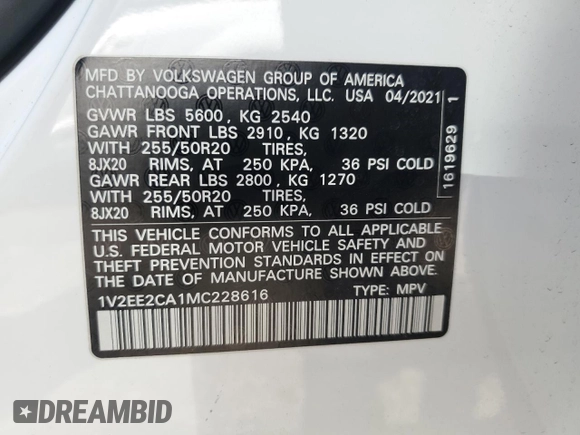 MFD BY VOLKSWAGEN GROUP OF AMERICA
CHATTANOOGA OPERATIONS, LLC. USA 04/2021
GVWR LBS 5600, KG 2540
GAWR FRONT LBS 2910, KG 1320
WITH 255/50R20 TIRES,
8JX20 RIMS, AT 250 KPA, 36 PSI COLD
GAWR REAR LBS 2800, KG 1270
WITH 255/50R20 TIRES,
8JX20 RIMS, AT 250 KPA, 36 PSI COLD
THIS VEHICLE CONFORMS TO ALL APPLICABLE
U.S. FEDERAL MOTOR VEHICLE SAFETY AND
THEFT PREVENTION STANDARDS IN EFFECT ON
THE DATE OF MANUFACTURE SHOWN ABOVE.
1V2EE2CA1MC228616 TYPE: MPV
1619629 1
DREAMBID